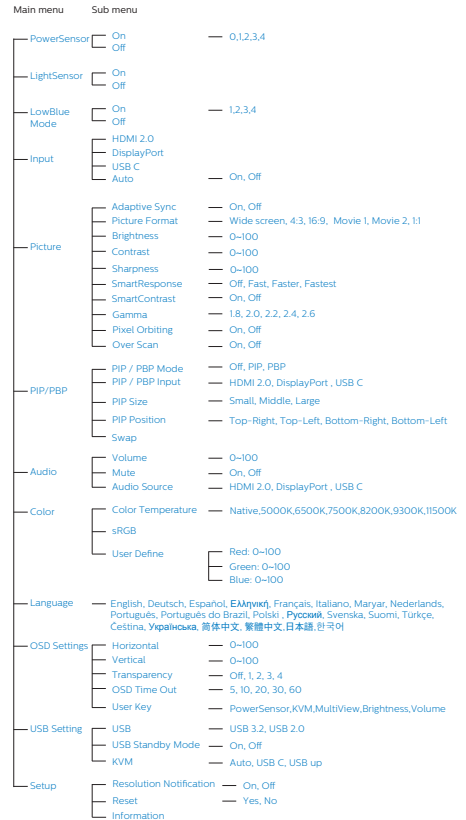 Main menu Sub menu
PowerSensor On 0,1,2,3,4
Off
LightSensor On
Off
LowBlue Mode On 1,2,3,4
Off
Input HDMI 2.0
DisplayPort
USB C
Auto On, Off
Picture Adaptive Sync On, Off
Picture Format Wide screen, 4:3, 16:9, Movie 1, Movie 2, 1:1
Brightness 0~100
Contrast 0~100
Sharpness 0~100
SmartResponse Off, Fast, Faster, Fastest
SmartContrast On, Off
Gamma 1.8, 2.0, 2.2, 2.4, 2.6
Pixel Orbiting On, Off
Over Scan On, Off
PIP/PBP PIP / PBP Mode Off, PIP, PBP
PIP / PBP Input HDMI 2.0, DisplayPort , USB C
PIP Size Small, Middle, Large
PIP Position Top-Right, Top-Left, Bottom-Right, Bottom-Left
Swap
Audio Volume 0~100
Mute On, Off
Audio Source HDMI 2.0, DisplayPort , USB C
Color Color Temperature Native,5000K,6500K,7500K,8200K,9300K,11500K
sRGB
User Define Red: 0~100
Green: 0~100
Blue: 0~100
Language English, Deutsch, Español, Ελληνική, Français, Italiano, Maryar, Nederlands,
Português, Português do Brazil, Polski , Русский, Svenska, Suomi, Türkçe,
Čeština, Українська, 简体中文, 繁體中文,日本語,한국어
OSD Settings Horizontal 0~100
Vertical 0~100
Transparency Off, 1, 2, 3, 4
OSD Time Out 5, 10, 20, 30, 60
User Key PowerSensor,KVM,MultiView,Brightness,Volume
USB Setting USB USB 3.2, USB 2.0
USB Standby Mode On, Off
KVM Auto, USB C, USB up
Setup Resolution Notification On, Off
Reset Yes, No
Information